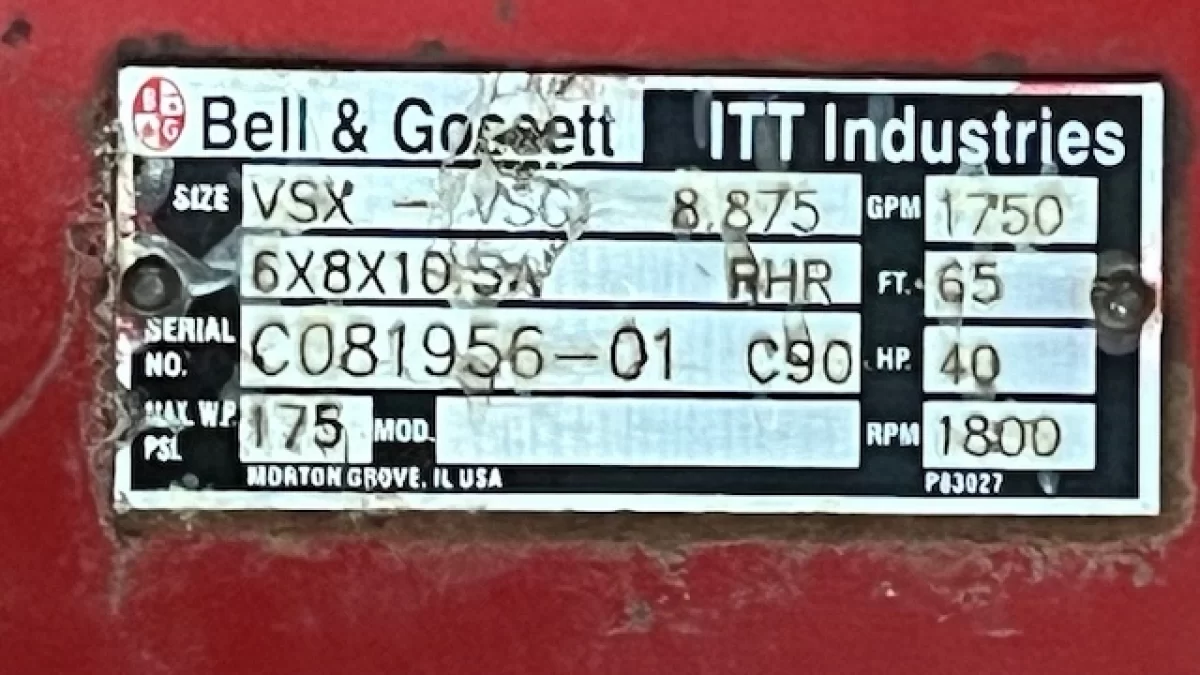 B G Bell & Gossett ITT Industries
SIZE VSX - VSC 8.875 GPM 1750
6X8X10.5A RHR FT. 65
SERIAL NO. C081956-01 C90 HP. 40
MAX. W.P. PSI. 175 MOD. RPM 1800
MORTON GROVE, IL USA P83027